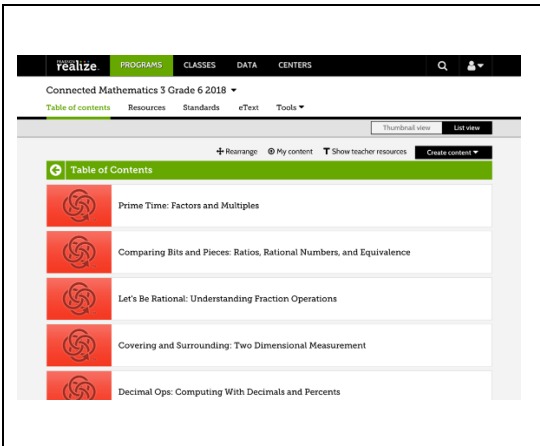 PEARSON
realize.
PROGRAMS CLASSES DATA CENTERS
Connected Mathematics 3 Grade 6 2018
Table of contents Resources Standards eText Tools
Thumbnail view List view
Rearrange My content Show teacher resources Create content
Table of Contents
Prime Time: Factors and Multiples
Comparing Bits and Pieces: Ratios, Rational Numbers, and Equivalence
Let's Be Rational: Understanding Fraction Operations
Covering and Surrounding: Two Dimensional Measurement
Decimal Ops: Computing With Decimals and Percents